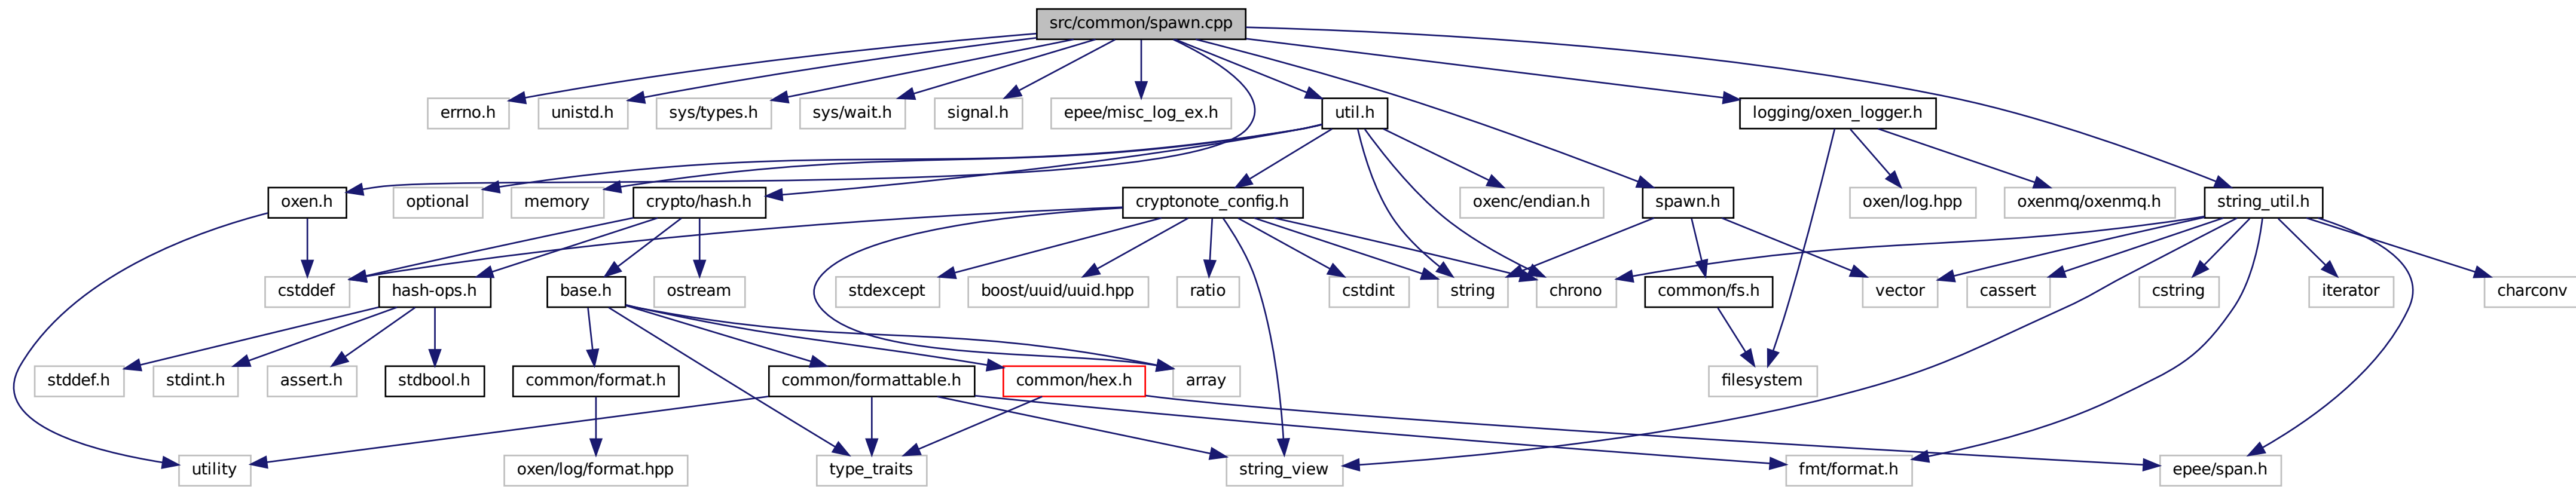 src/common/spawn.cpp
errno.h
unistd.h
sys/types.h
sys/wait.h
signal.h
epee/misc_log_ex.h
util.h
logging/oxen_logger.h
oxen.h
optional
memory
crypto/hash.h
cryptonote_config.h
oxenc/endian.h
spawn.h
oxen/log.hpp
oxenmq/oxenmq.h
string_util.h
cstddef
hash-ops.h
base.h
ostream
stdexcept
boost/uuid/uuid.hpp
ratio
cstdint
string
chrono
common/fs.h
vector
cassert
cstring
iterator
charconv
stddef.h
stdint.h
assert.h
stdbool.h
common/format.h
common/formattable.h
common/hex.h
array
filesystem
utility
oxen/log/format.hpp
type_traits
string_view
fmt/format.h
epee/span.h